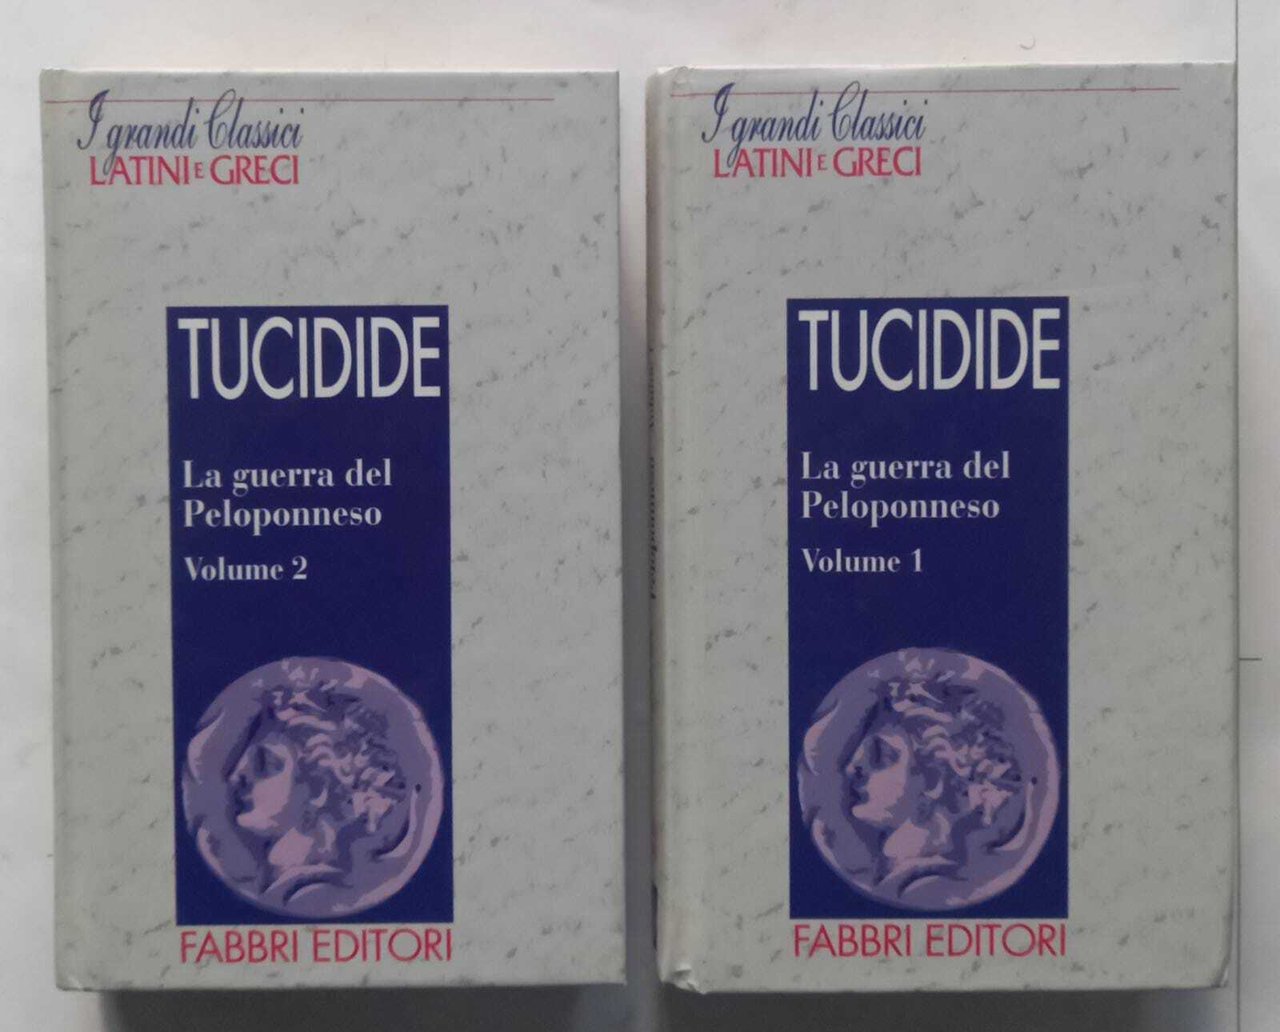 I grandi Classici
LATINI E GRECI
TUCIDIDE
La guerra del
Peloponneso
Volume 2
FABBRI EDITORI
I grandi Classici
LATINI E GRECI
TUCIDIDE
La guerra del
Peloponneso
Volume 1
FABBRI EDITORI